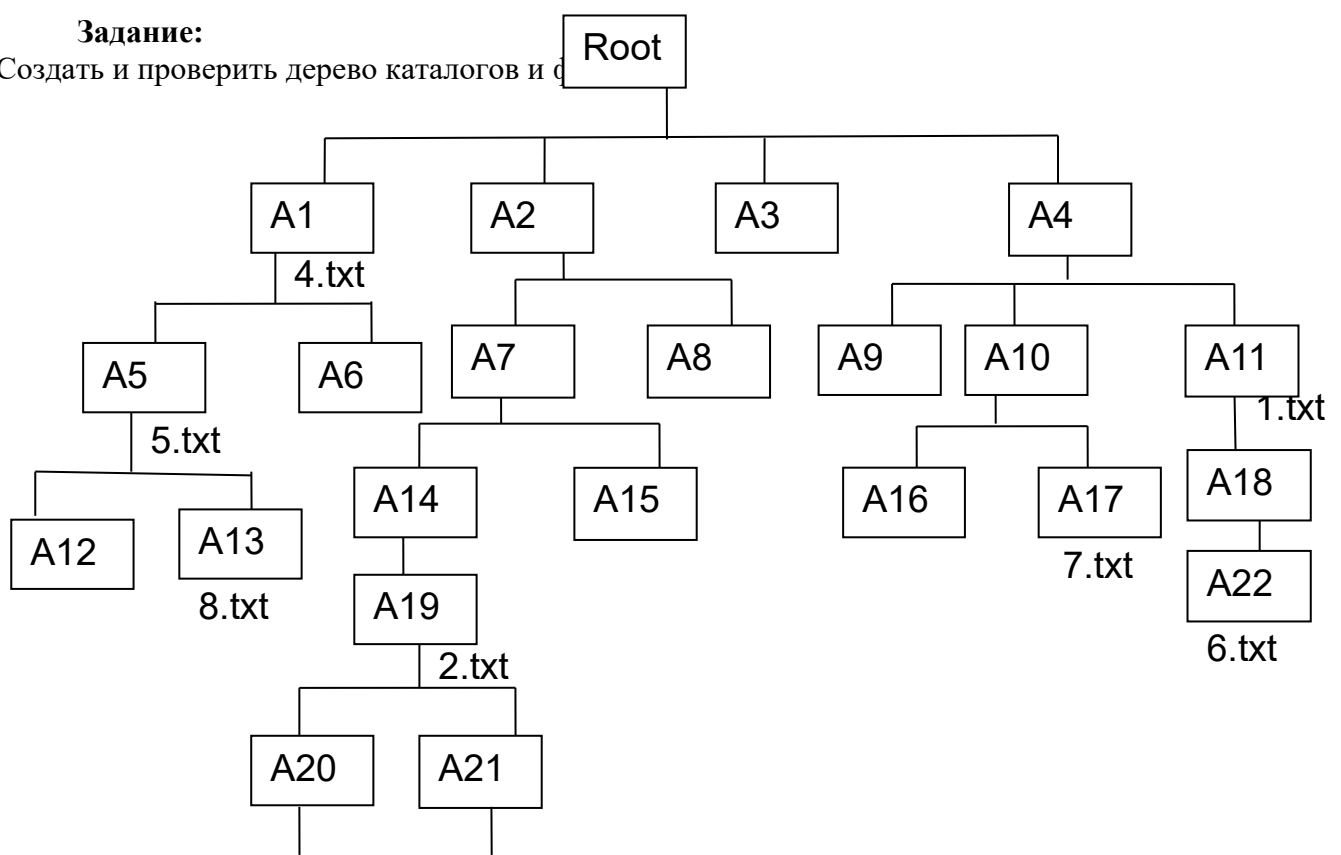 Задание:
Создать и проверить дерево каталогов и ф
Root
A1
A2
A3
A4
4.txt
A5
A6
A7
A8
A9
A10
A11
1.txt
5.txt
A12
A13
A14
A15
A16
A17
A18
8.txt
7.txt
A19
A22
2.txt
6.txt
A20
A21